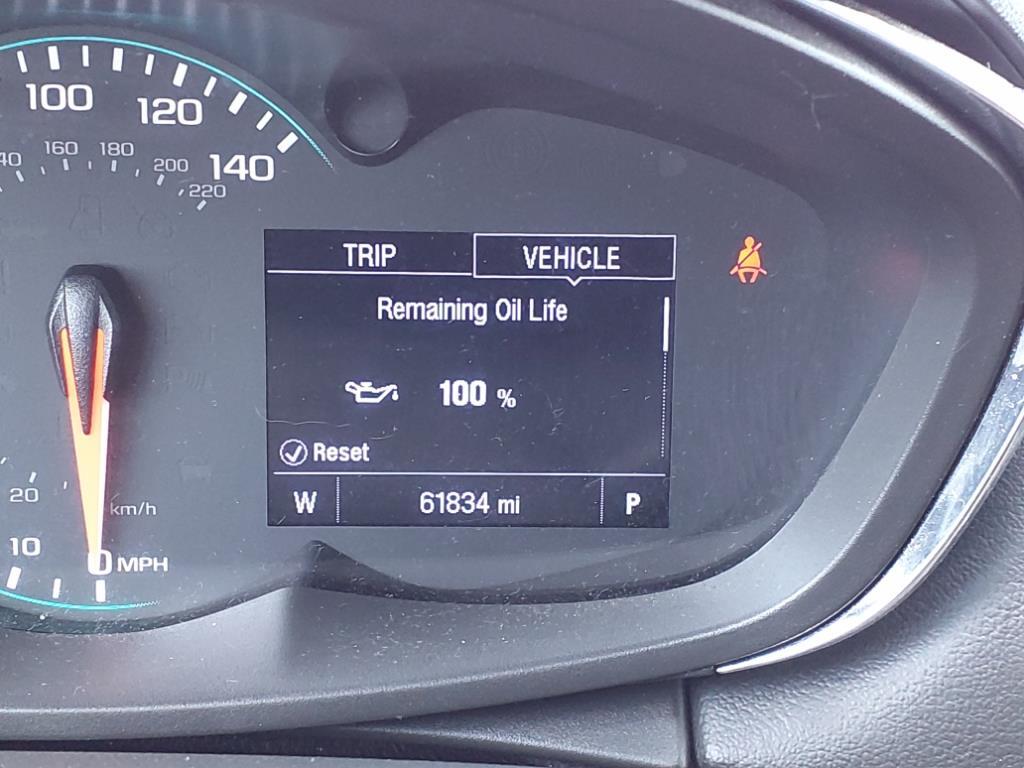 100
120
140
160
180
200
220
TRIP
VEHICLE
Remaining Oil Life
100 %
Reset
W
61834 mi
P
20
km/h
10
0 MPH